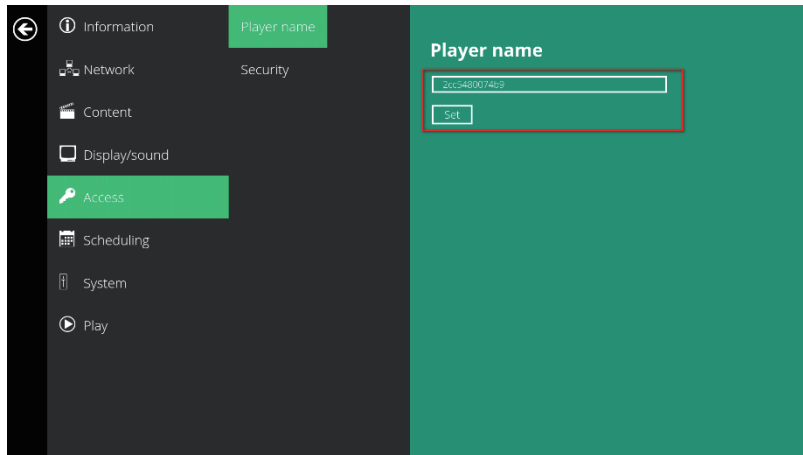 Information
Network
Content
Display/sound
Access
Scheduling
System
Play
Player name
Security
Player name
2cc5480074b9
Set